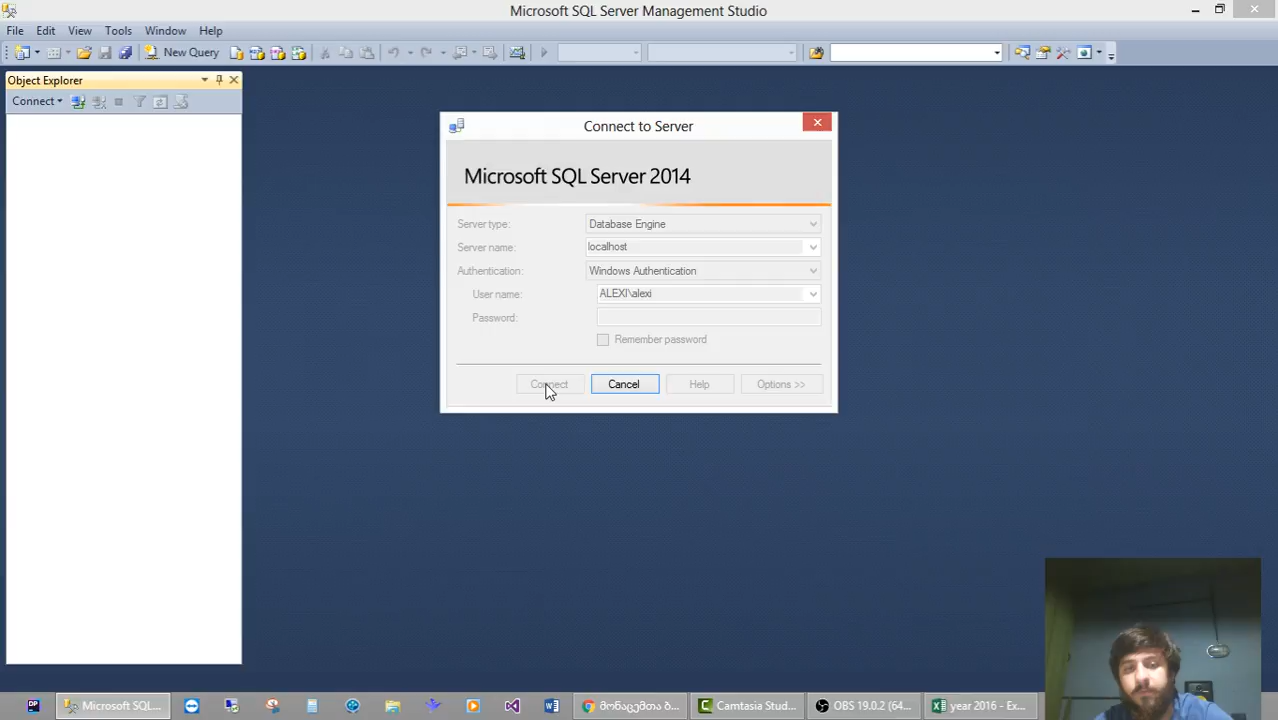 Microsoft SQL Server Management Studio
File Edit View Tools Window Help
New Query
Object Explorer
Connect
Connect to Server
Microsoft SQL Server 2014
Server type: Database Engine
Server name: localhost
Authentication: Windows Authentication
User name: ALEXI\alexi
Password:
Remember password
Connect Cancel Help Options >>
DP Microsoft SQL... მონაცემთა ბ... Camtasia Stud... OBS 19.0.2 (64... year 2016 - Ex...